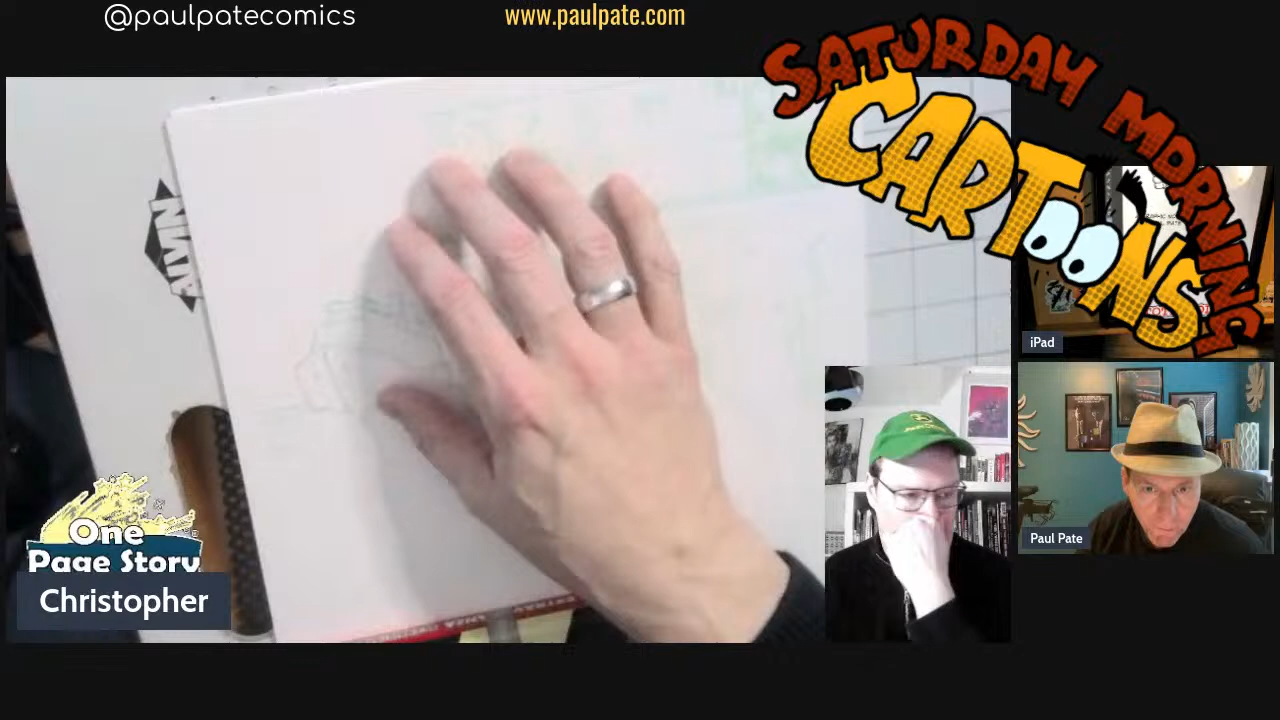 @paulpatecomics
www.paulpate.com
SATURDAY MORNING
CARTOONS
iPad
Paul Pate
One
Page Story
Christopher